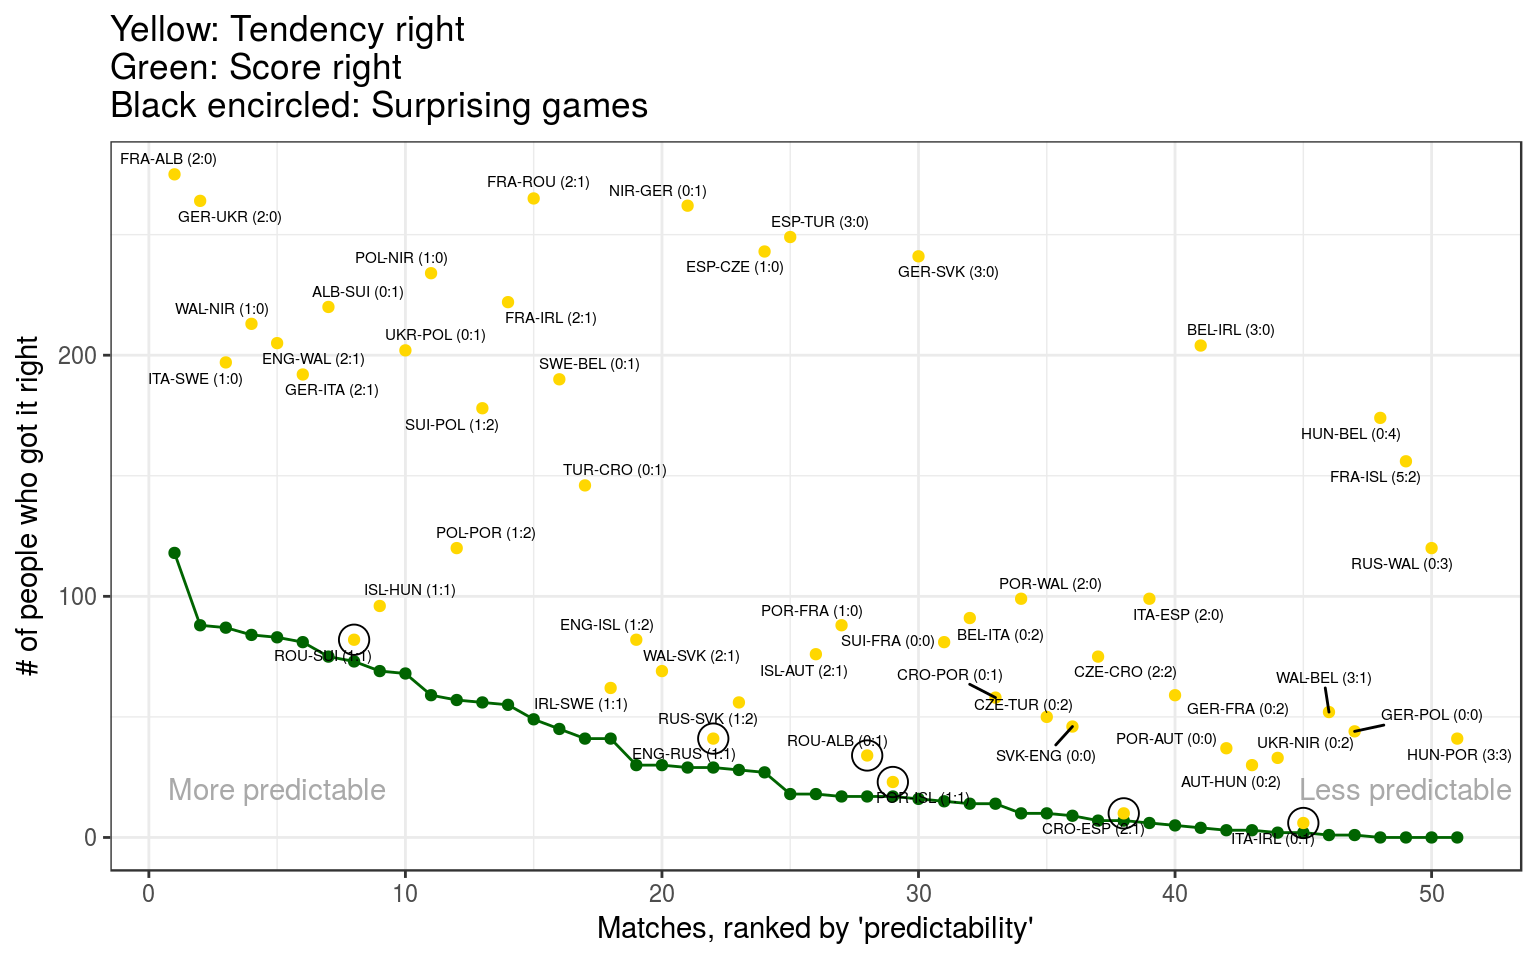 Yellow: Tendency right
Green: Score right
Black encircled: Surprising games
# of people who got it right
200
100
0
FRA-ALB (2:0)
GER-UKR (2:0)
FRA-ROU (2:1)
NIR-GER (0:1)
ESP-TUR (3:0)
ESP-CZE (1:0)
GER-SVK (3:0)
POL-NIR (1:0)
ALB-SUI (0:1)
WAL-NIR (1:0)
FRA-IRL (2:1)
UKR-POL (0:1)
BEL-IRL (3:0)
ENG-WAL (2:1)
SWE-BEL (0:1)
ITA-SWE (1:0)
GER-ITA (2:1)
SUI-POL (1:2)
HUN-BEL (0:4)
TUR-CRO (0:1)
FRA-ISL (5:2)
POL-POR (1:2)
RUS-WAL (0:3)
ISL-HUN (1:1)
POR-WAL (2:0)
POR-FRA (1:0)
ITA-ESP (2:0)
ENG-ISL (1:2)
SUI-FRA (0:0)
BEL-ITA (0:2)
ROU-SUI (1:1)
WAL-SVK (2:1)
ISL-AUT (2:1)
CRO-POR (0:1)
CZE-CRO (2:2)
WAL-BEL (3:1)
IRL-SWE (1:1)
CZE-TUR (0:2)
GER-FRA (0:2)
GER-POL (0:0)
RUS-SVK (1:2)
ROU-ALB (0:1)
POR-AUT (0:0)
UKR-NIR (0:2)
ENG-RUS (1:1)
SVK-ENG (0:0)
HUN-POR (3:3)
AUT-HUN (0:2)
More predictable
Less predictable
POR-ISL (1:1)
CRO-ESP (2:1)
ITA-IRL (0:1)
0
10
20
30
40
50
Matches, ranked by 'predictability'